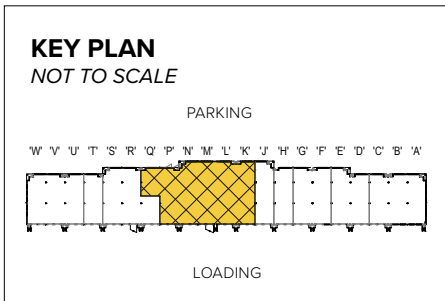 KEY PLAN
NOT TO SCALE
PARKING
'W' 'V' 'U' 'T' 'S' 'R' 'Q' 'P' 'N' 'M' 'L' 'K' 'J' 'H' 'G' 'F' 'E' 'D' 'C' 'B' 'A'
LOADING